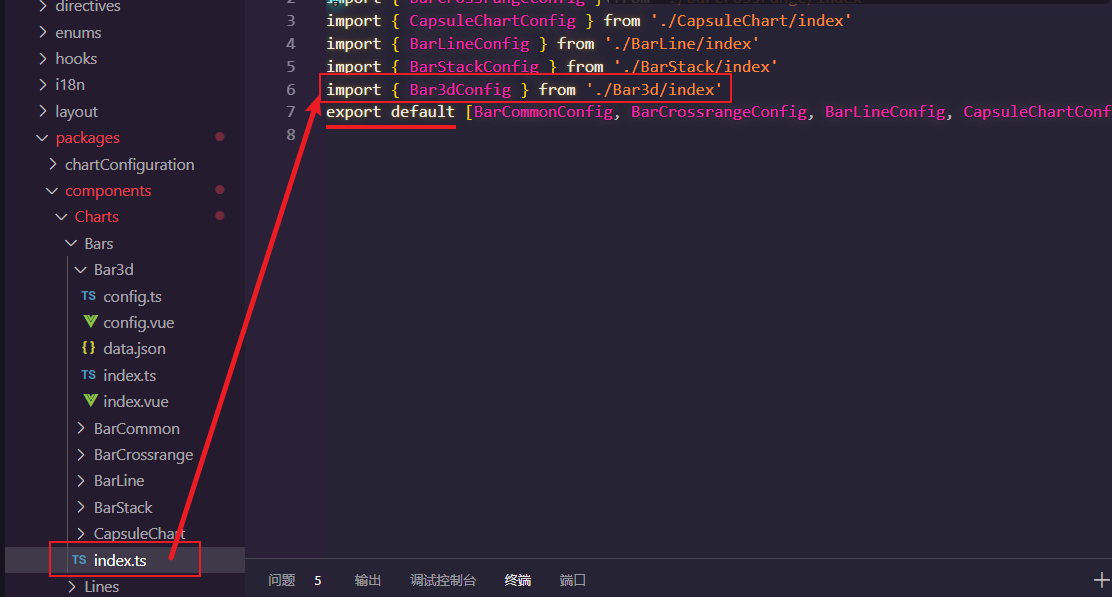 directives
enums
hooks
i18n
layout
packages
chartConfiguration
components
Charts
Bars
Bar3d
TS config.ts
config.vue
{} data.json
TS index.ts
index.vue
BarCommon
BarCrossrange
BarLine
BarStack
CapsuleChart
TS index.ts
Lines
2 import { BarCrossrangeConfig } from './BarCrossrange/index'
3 import { CapsuleChartConfig } from './CapsuleChart/index'
4 import { BarLineConfig } from './BarLine/index'
5 import { BarStackConfig } from './BarStack/index'
6 import { Bar3dConfig } from './Bar3d/index'
7 export default [BarCommonConfig, BarCrossrangeConfig, BarLineConfig, CapsuleChartConf
8
问题 5 输出 调试控制台 终端 端口